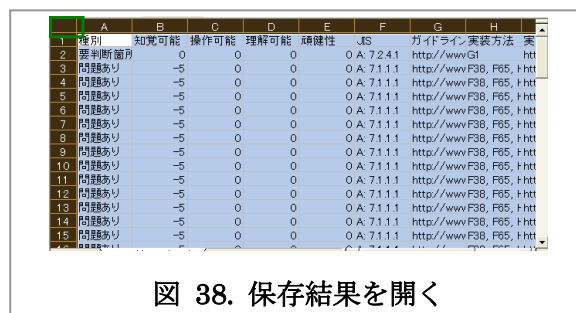 A B C D E F G H
1 種別 知覚可能 操作可能 理解可能 頑健性 JIS ガイドライン 実装方法 実
2 要判断箇所 0 0 0 0 A: 7.2.4.1 http://www G1 htt
3 問題あり -5 0 0 0 A: 7.1.1.1 http://www F38, F65, H htt
4 問題あり -5 0 0 0 A: 7.1.1.1 http://www F38, F65, H htt
5 問題あり -5 0 0 0 A: 7.1.1.1 http://www F38, F65, H htt
6 問題あり -5 0 0 0 A: 7.1.1.1 http://www F38, F65, H htt
7 問題あり -5 0 0 0 A: 7.1.1.1 http://www F38, F65, H htt
8 問題あり -5 0 0 0 A: 7.1.1.1 http://www F38, F65, H htt
9 問題あり -5 0 0 0 A: 7.1.1.1 http://www F38, F65, H htt
10 問題あり -5 0 0 0 A: 7.1.1.1 http://www F38, F65, H htt
11 問題あり -5 0 0 0 A: 7.1.1.1 http://www F38, F65, H htt
12 問題あり -5 0 0 0 A: 7.1.1.1 http://www F38, F65, H htt
13 問題あり -5 0 0 0 A: 7.1.1.1 http://www F38, F65, H htt
14 問題あり -5 0 0 0 A: 7.1.1.1 http://www F38, F65, H htt
15 問題あり -5 0 0 0 A: 7.1.1.1 http://www F38, F65, H htt
図 38. 保存結果を開く